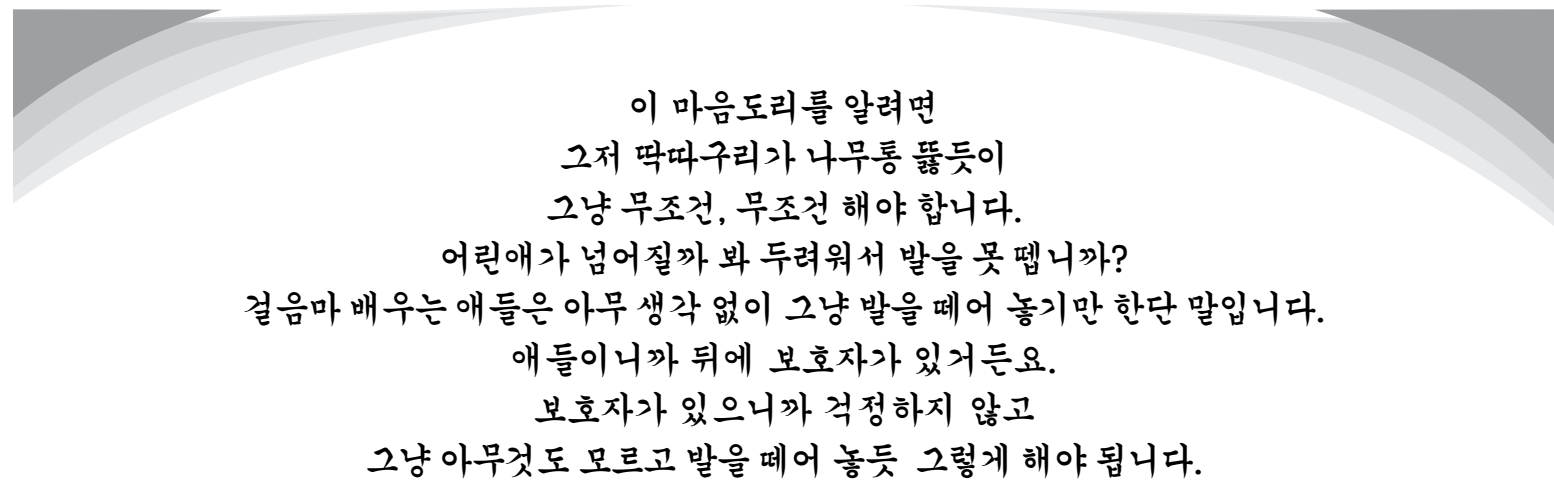 이 마음도리를 알려면
그저 딱따구리가 나무통 뚫듯이
그냥 무조건, 무조건 해야 합니다.
어린애가 넘어질까 봐 두려워서 발을 못 뗍니까?
걸음마 배우는 애들은 아무 생각 없이 그냥 발을 떼어 놓기만 한단 말입니다.
애들이니까 뒤에 보호자가 있거든요.
보호자가 있으니까 걱정하지 않고
그냥 아무것도 모르고 발을 떼어 놓듯 그렇게 해야 됩니다.